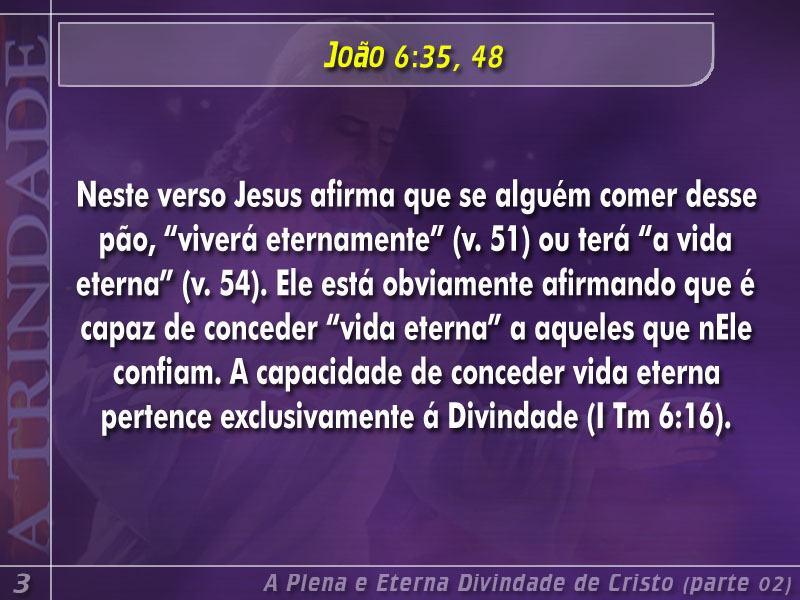 João 6:35, 48
A TRINDADE
Neste verso Jesus afirma que se alguém comer desse
pão, “viverá eternamente” (v. 51) ou terá “a vida
eterna” (v. 54). Ele está obviamente afirmando que é
capaz de conceder “vida eterna” a aqueles que nEle
confiam. A capacidade de conceder vida eterna
pertence exclusivamente á Divindade (I Tm 6:16).
3
A Plena e Eterna Divindade de Cristo (parte 02)